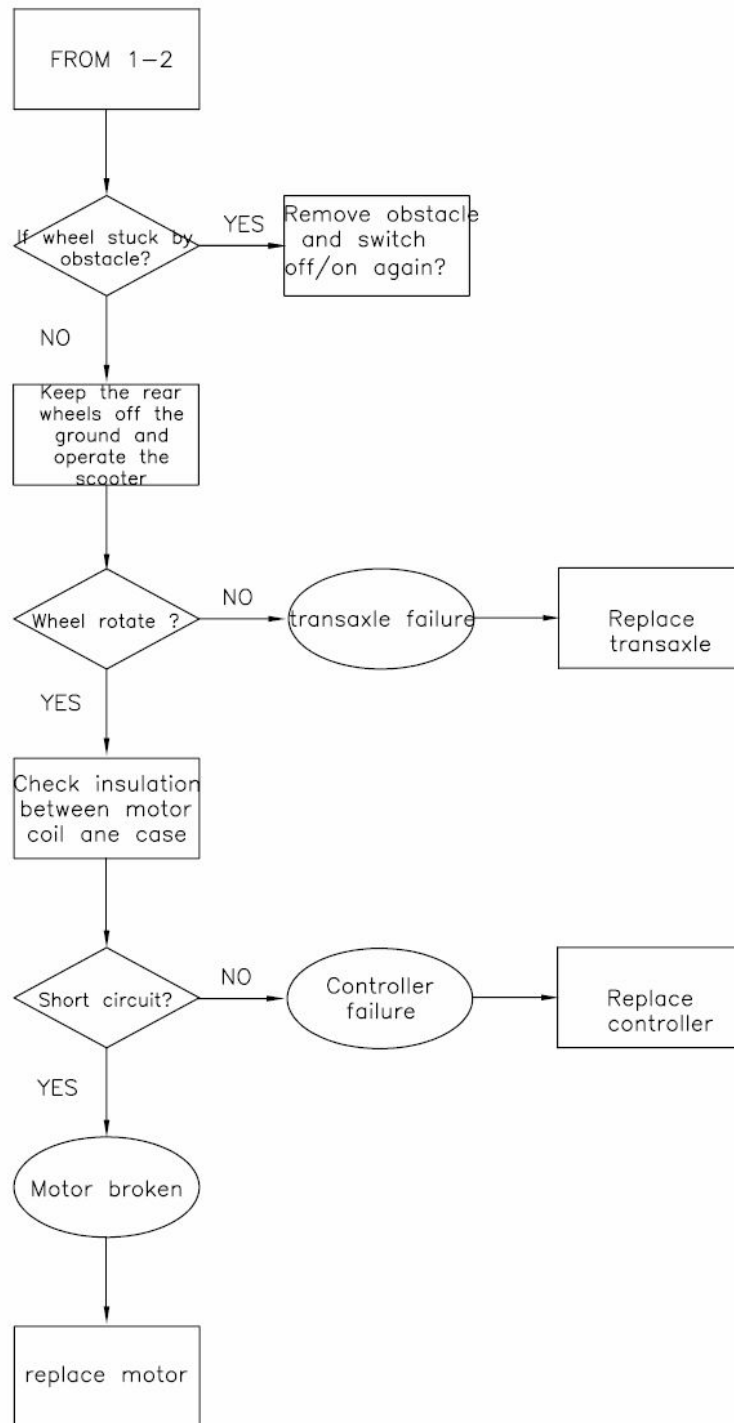 FROM 1-2
If wheel stuck by
obstacle?
YES
Remove obstacle
and switch
off/on again?
NO
Keep the rear
wheels off the
ground and
operate the
scooter
Wheel rotate ?
NO
transaxle failure
Replace
transaxle
YES
Check insulation
between motor
coil ane case
Short circuit?
NO
Controller
failure
Replace
controller
YES
Motor broken
replace motor